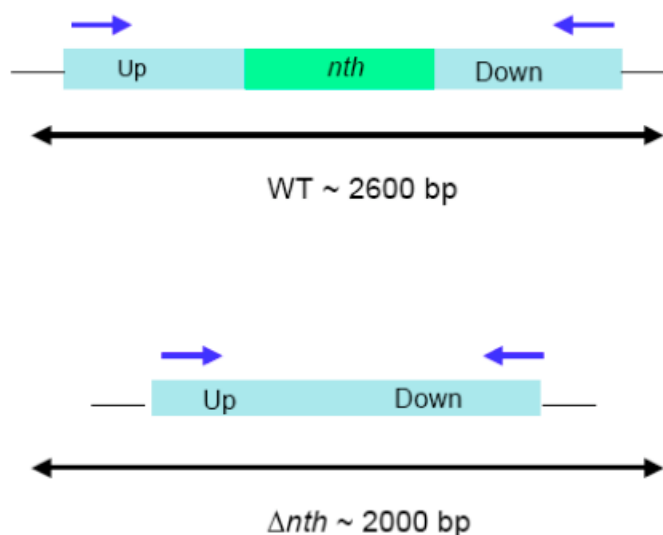 Up nth Down
WT ~ 2600 bp
Up Down
Δnth ~ 2000 bp